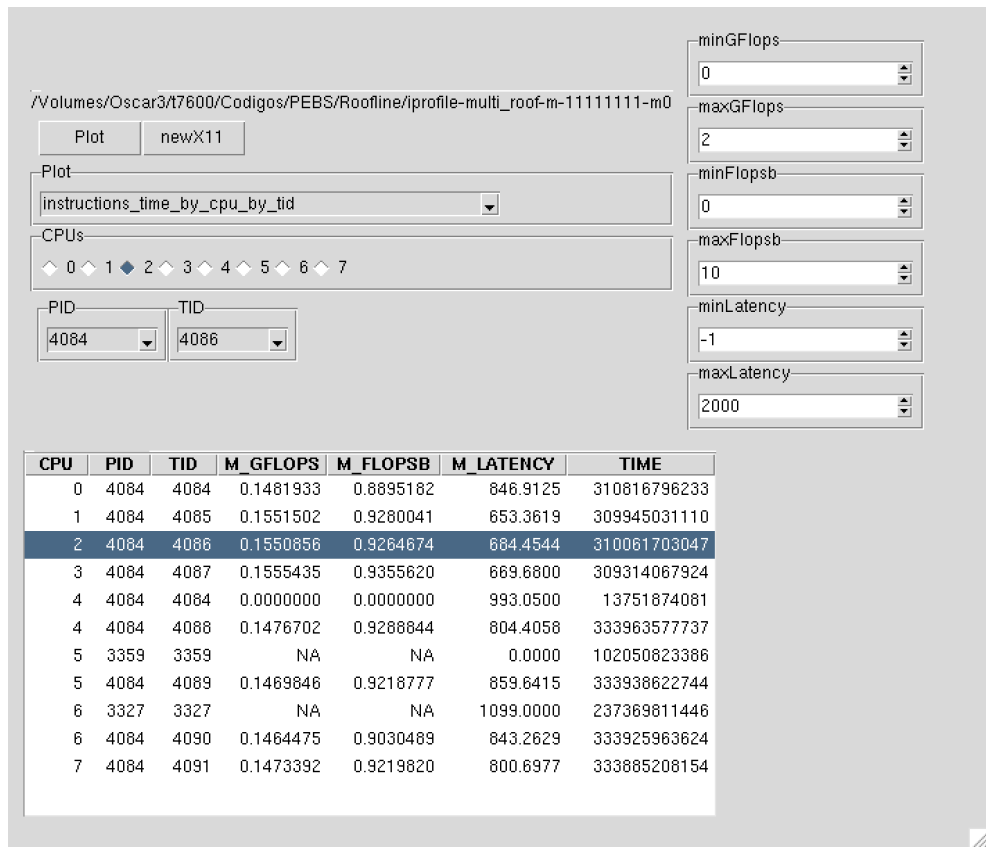 /Volumes/Oscar3/t7600/Codigos/PEBS/Roofline/iprofile-multi_roof-m-11111111-m0
Plot newX11
Plot
instructions_time_by_cpu_by_tid
CPUs
0 1 2 3 4 5 6 7
PID TID
4084 4086
minGFlops
0
maxGFlops
2
minFlopsb
0
maxFlopsb
10
minLatency
-1
maxLatency
2000
CPU PID TID M_GFLOPS M_FLOPSB M_LATENCY TIME
0 4084 4084 0.1481933 0.8895182 846.9125 310816796233
1 4084 4085 0.1551502 0.9280041 653.3619 309945031110
2 4084 4086 0.1550856 0.9264674 684.4544 310061703047
3 4084 4087 0.1555435 0.9355620 669.6800 309314067924
4 4084 4084 0.0000000 0.0000000 993.0500 13751874081
4 4084 4088 0.1476702 0.9288844 804.4058 333963577737
5 3359 3359 NA NA 0.0000 102050823386
5 4084 4089 0.1469846 0.9218777 859.6415 333938622744
6 3327 3327 NA NA 1099.0000 237369811446
6 4084 4090 0.1464475 0.9030489 843.2629 333925963624
7 4084 4091 0.1473392 0.9219820 800.6977 333885208154